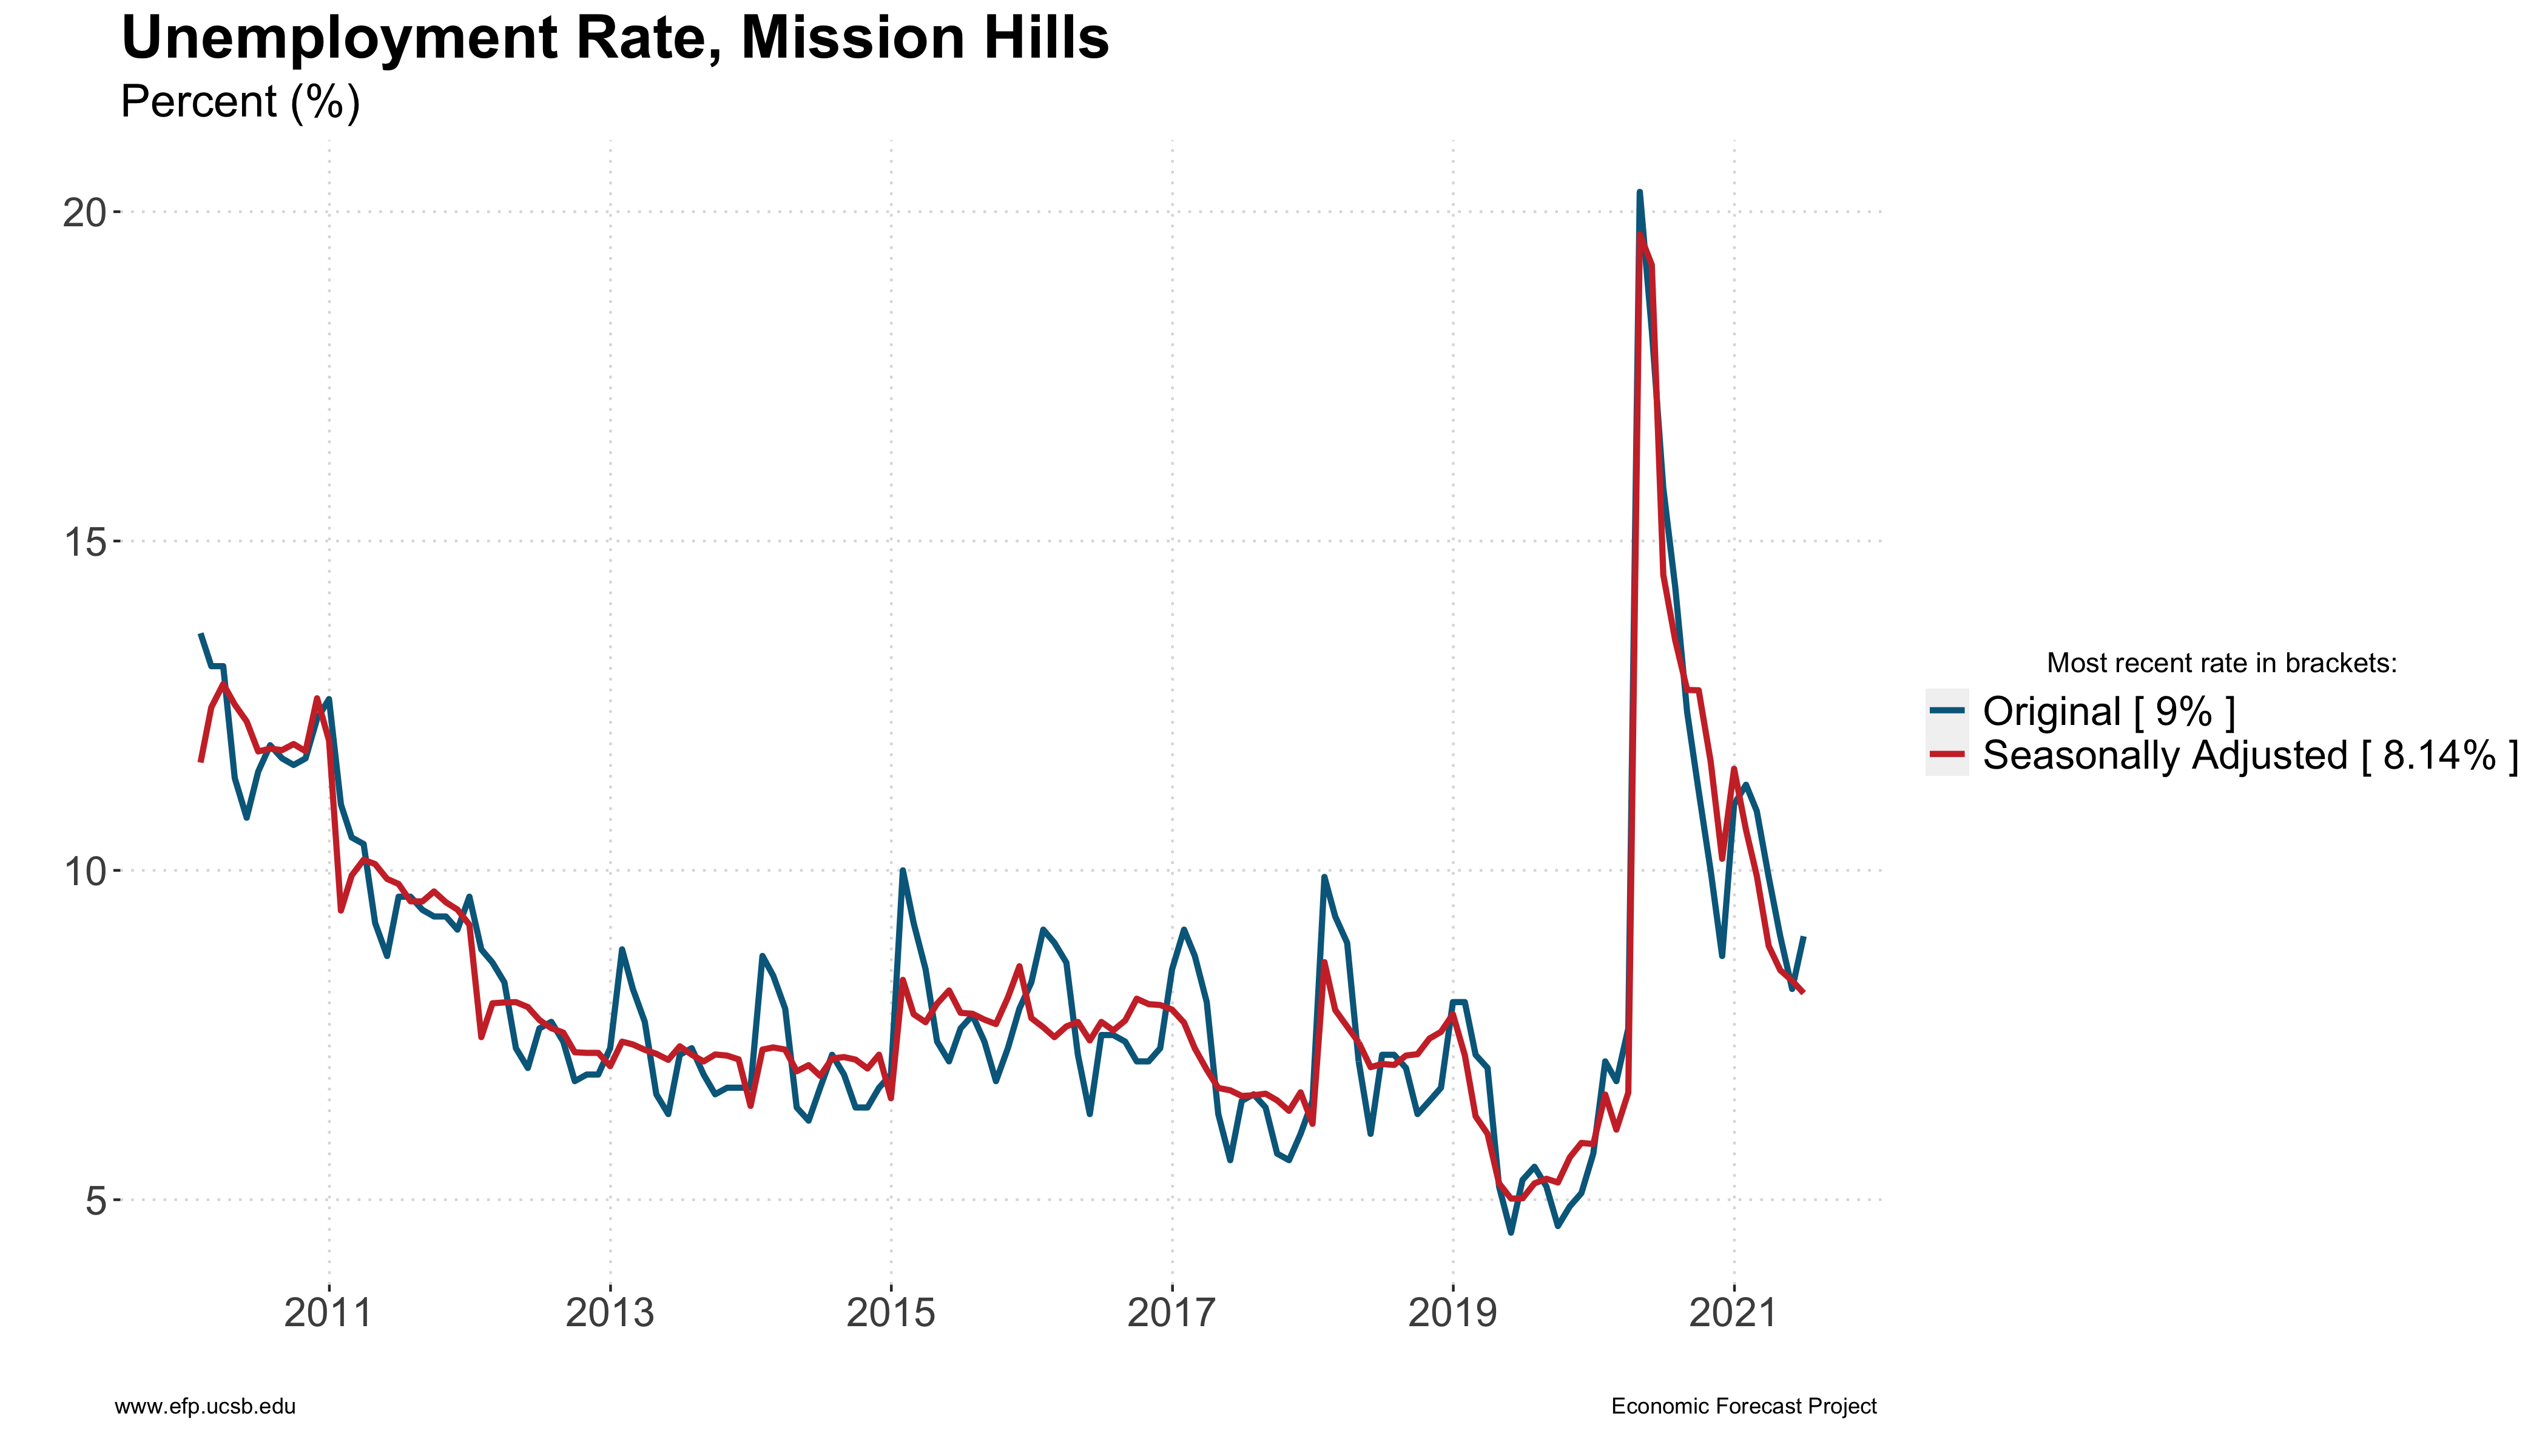 Unemployment Rate, Mission Hills
Percent (%)
20
15
10
5
2011 2013 2015 2017 2019 2021
Most recent rate in brackets:
Original [ 9% ]
Seasonally Adjusted [ 8.14% ]
www.efp.ucsb.edu
Economic Forecast Project